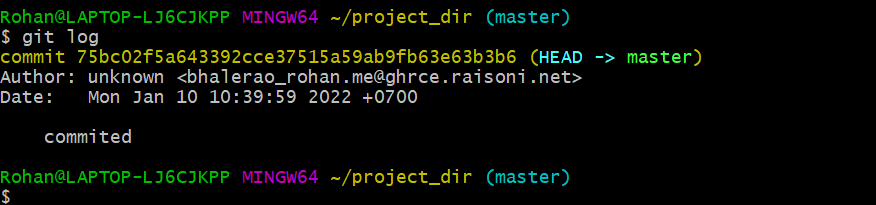 Rohan@LAPTOP-LJ6CJKPP MINGW64 ~/project_dir (master)
$ git log
commit 75bc02f5a643392cce37515a59ab9fb63e63b3b6 (HEAD -> master)
Author: unknown <bhalerao_rohan.me@ghrce.raisoni.net>
Date:   Mon Jan 10 10:39:59 2022 +0700
    commited
Rohan@LAPTOP-LJ6CJKPP MINGW64 ~/project_dir (master)
$